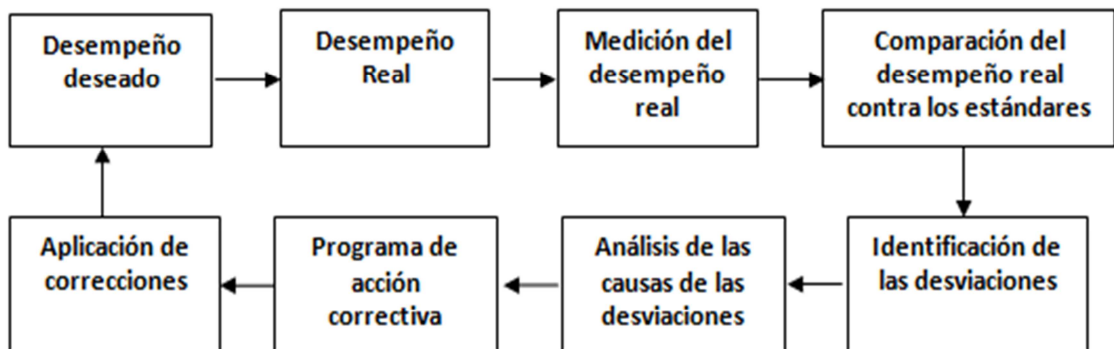 Desempeño
deseado
Desempeño
Real
Medición del
desempeño
real
Comparación del
desempeño real
contra los estándares
Aplicación de
correcciones
Programa de
acción
correctiva
Análisis de las
causas de las
desviaciones
Identificación de
las desviaciones